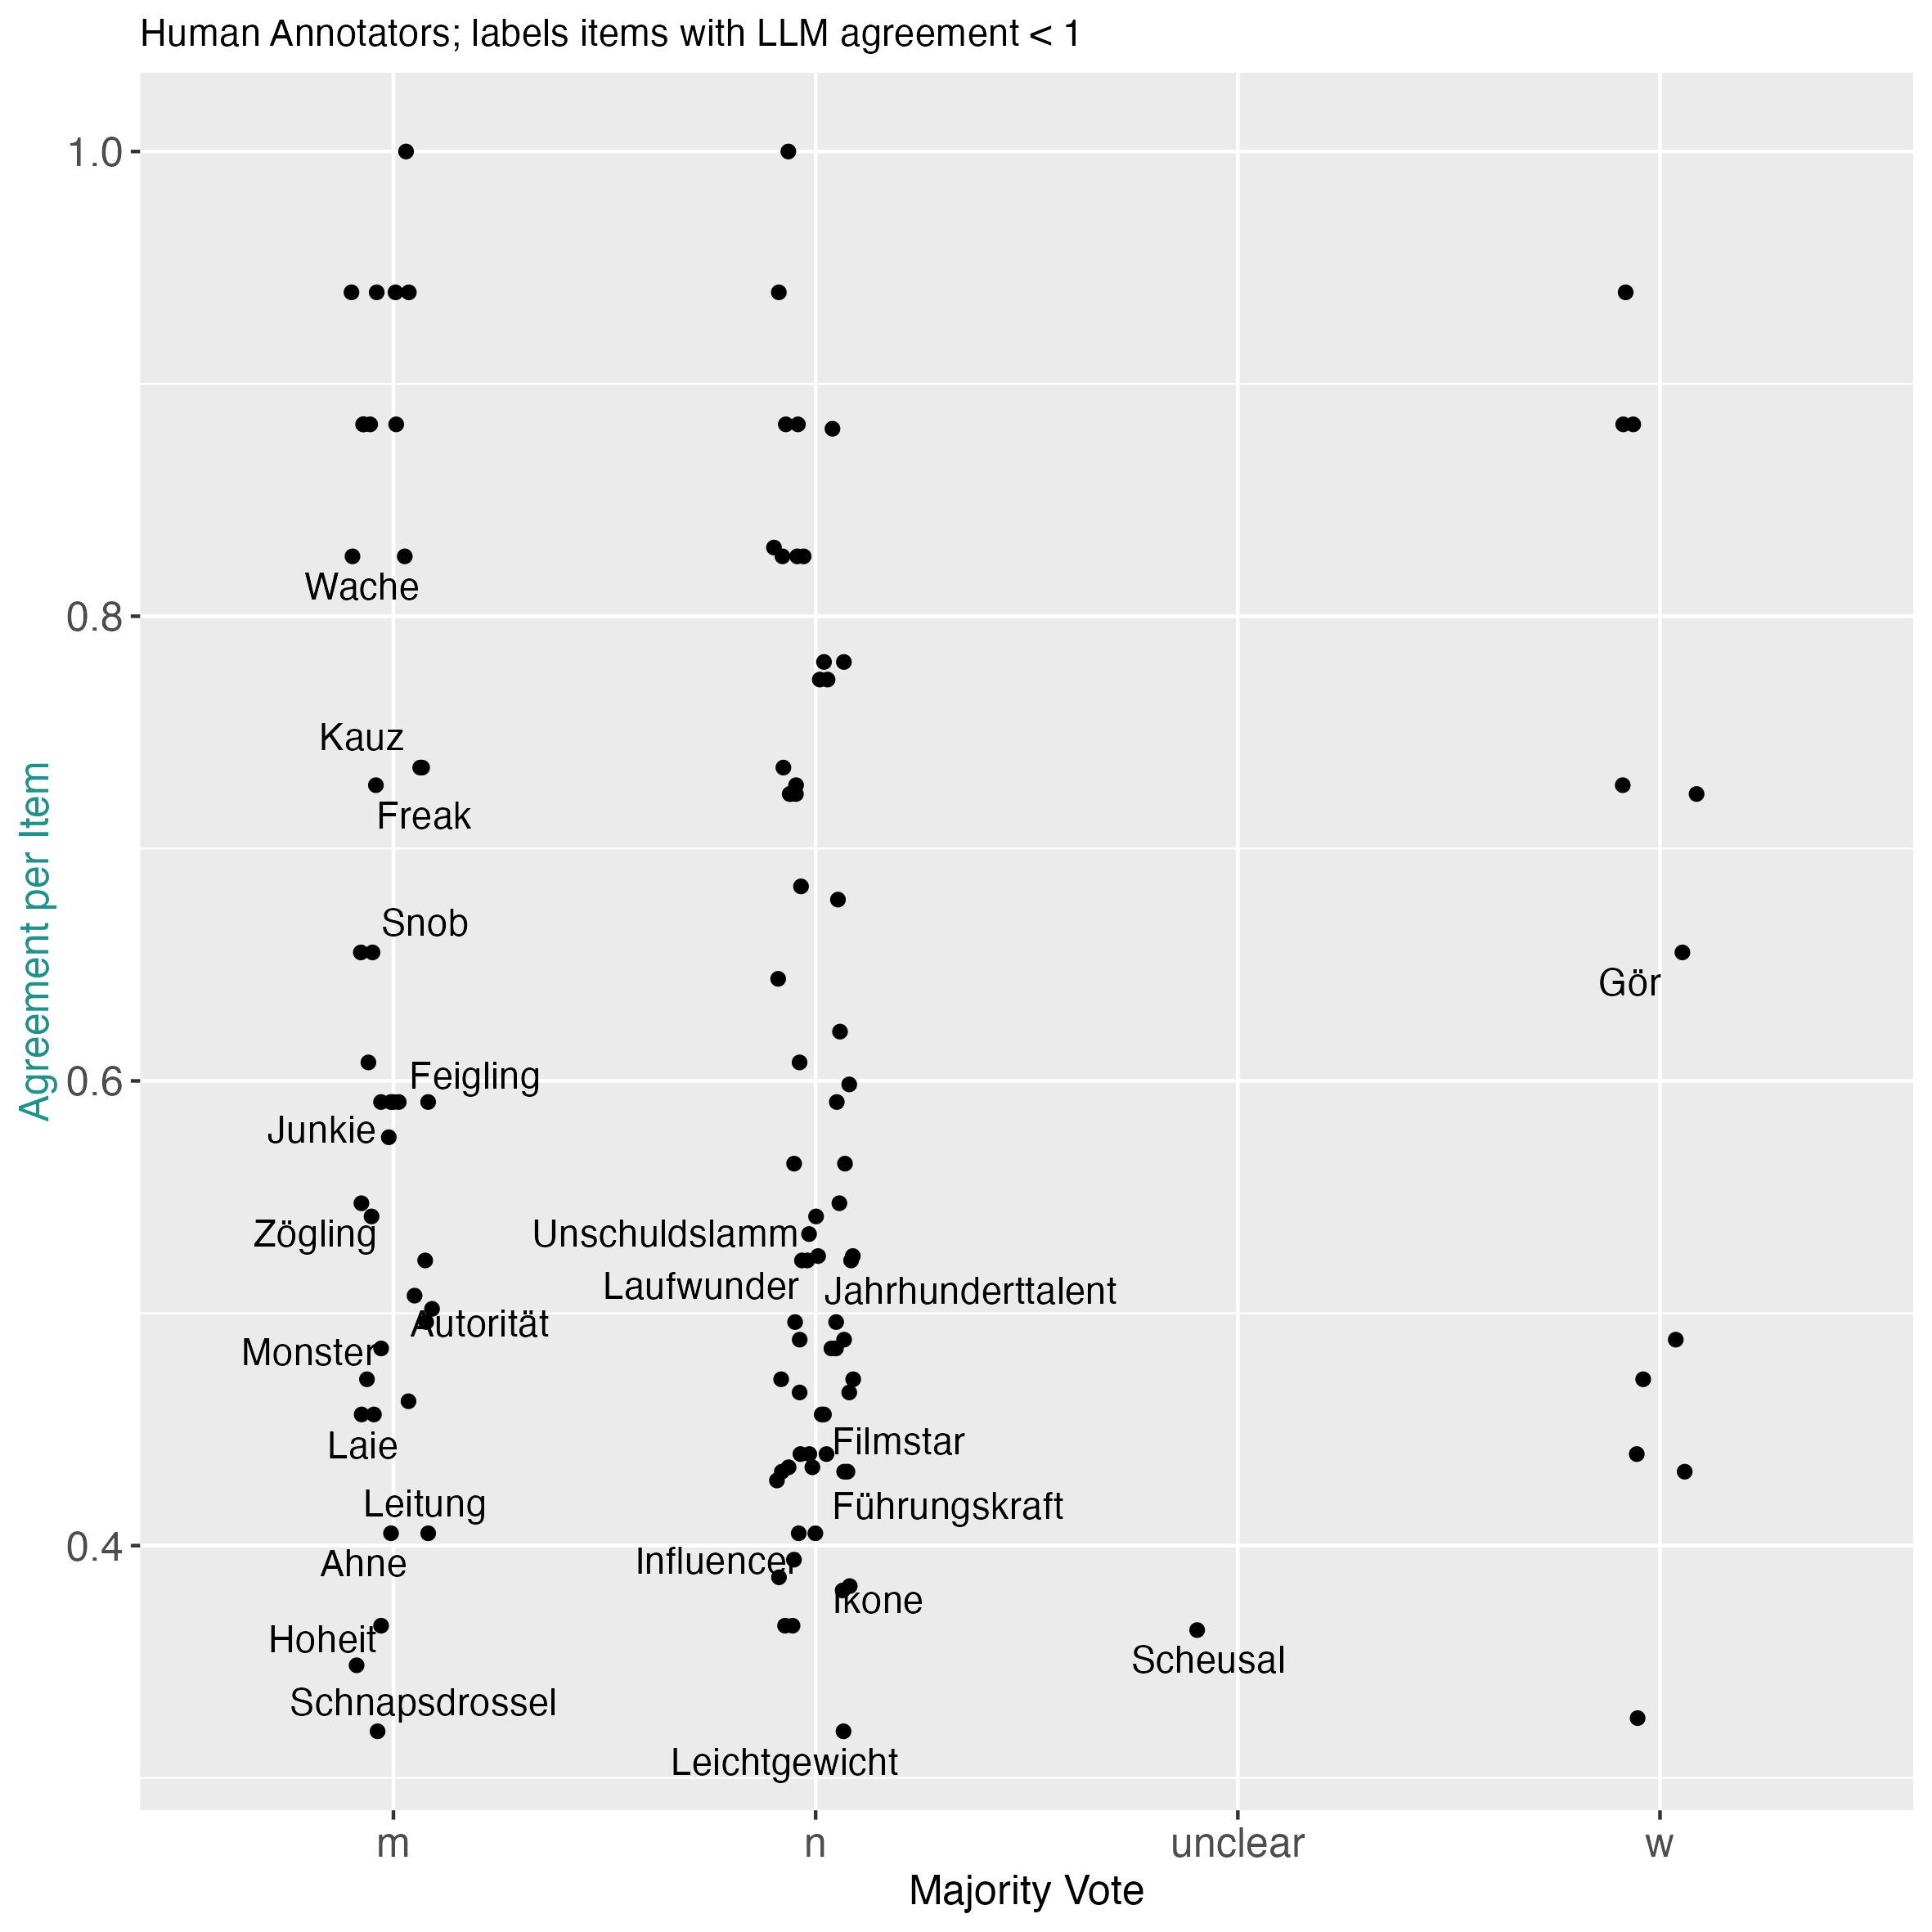 Human Annotators; labels items with LLM agreement < 1
1.0
Wache
0.8
Kauz
Freak
Snob
Gör
Agreement per Item
0.6
Feigling
Junkie
Zögling
Unschuldslamm
Laufwunder
Jahrhunderttalent
Autorität
Monster
Filmstar
Laie
Leitung
Führungskraft
0.4
Ahne
Influencer
Ikone
Hoheit
Scheusal
Schnapsdrossel
Leichtgewicht
m
n
unclear
w
Majority Vote